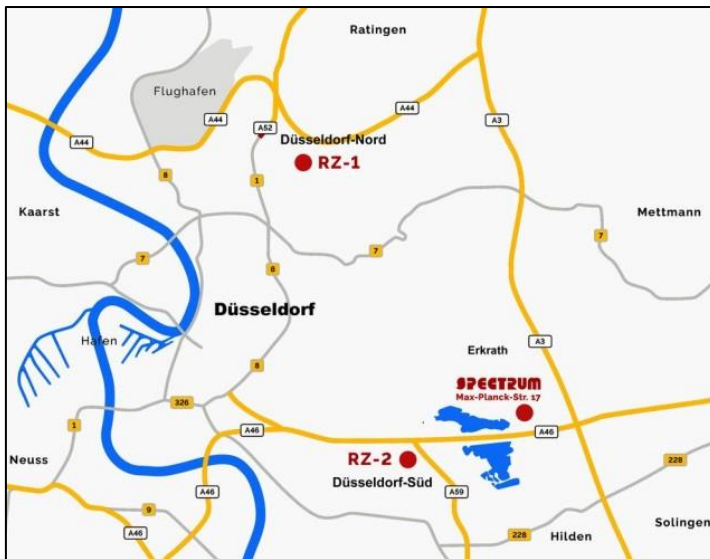 Ratingen
Flughafen
A44
A44
A3
A44
A52
Düsseldorf-Nord
RZ-1
8
1
Kaarst
Mettmann
7
7
7
8
Düsseldorf
Hafen
A3
Erkrath
8
SPECTRUM
Max-Planck-Str. 17
326
1
A46
A46
Neuss
RZ-2
228
Düsseldorf-Süd
A46
A59
9
Solingen
A46
228
Hilden